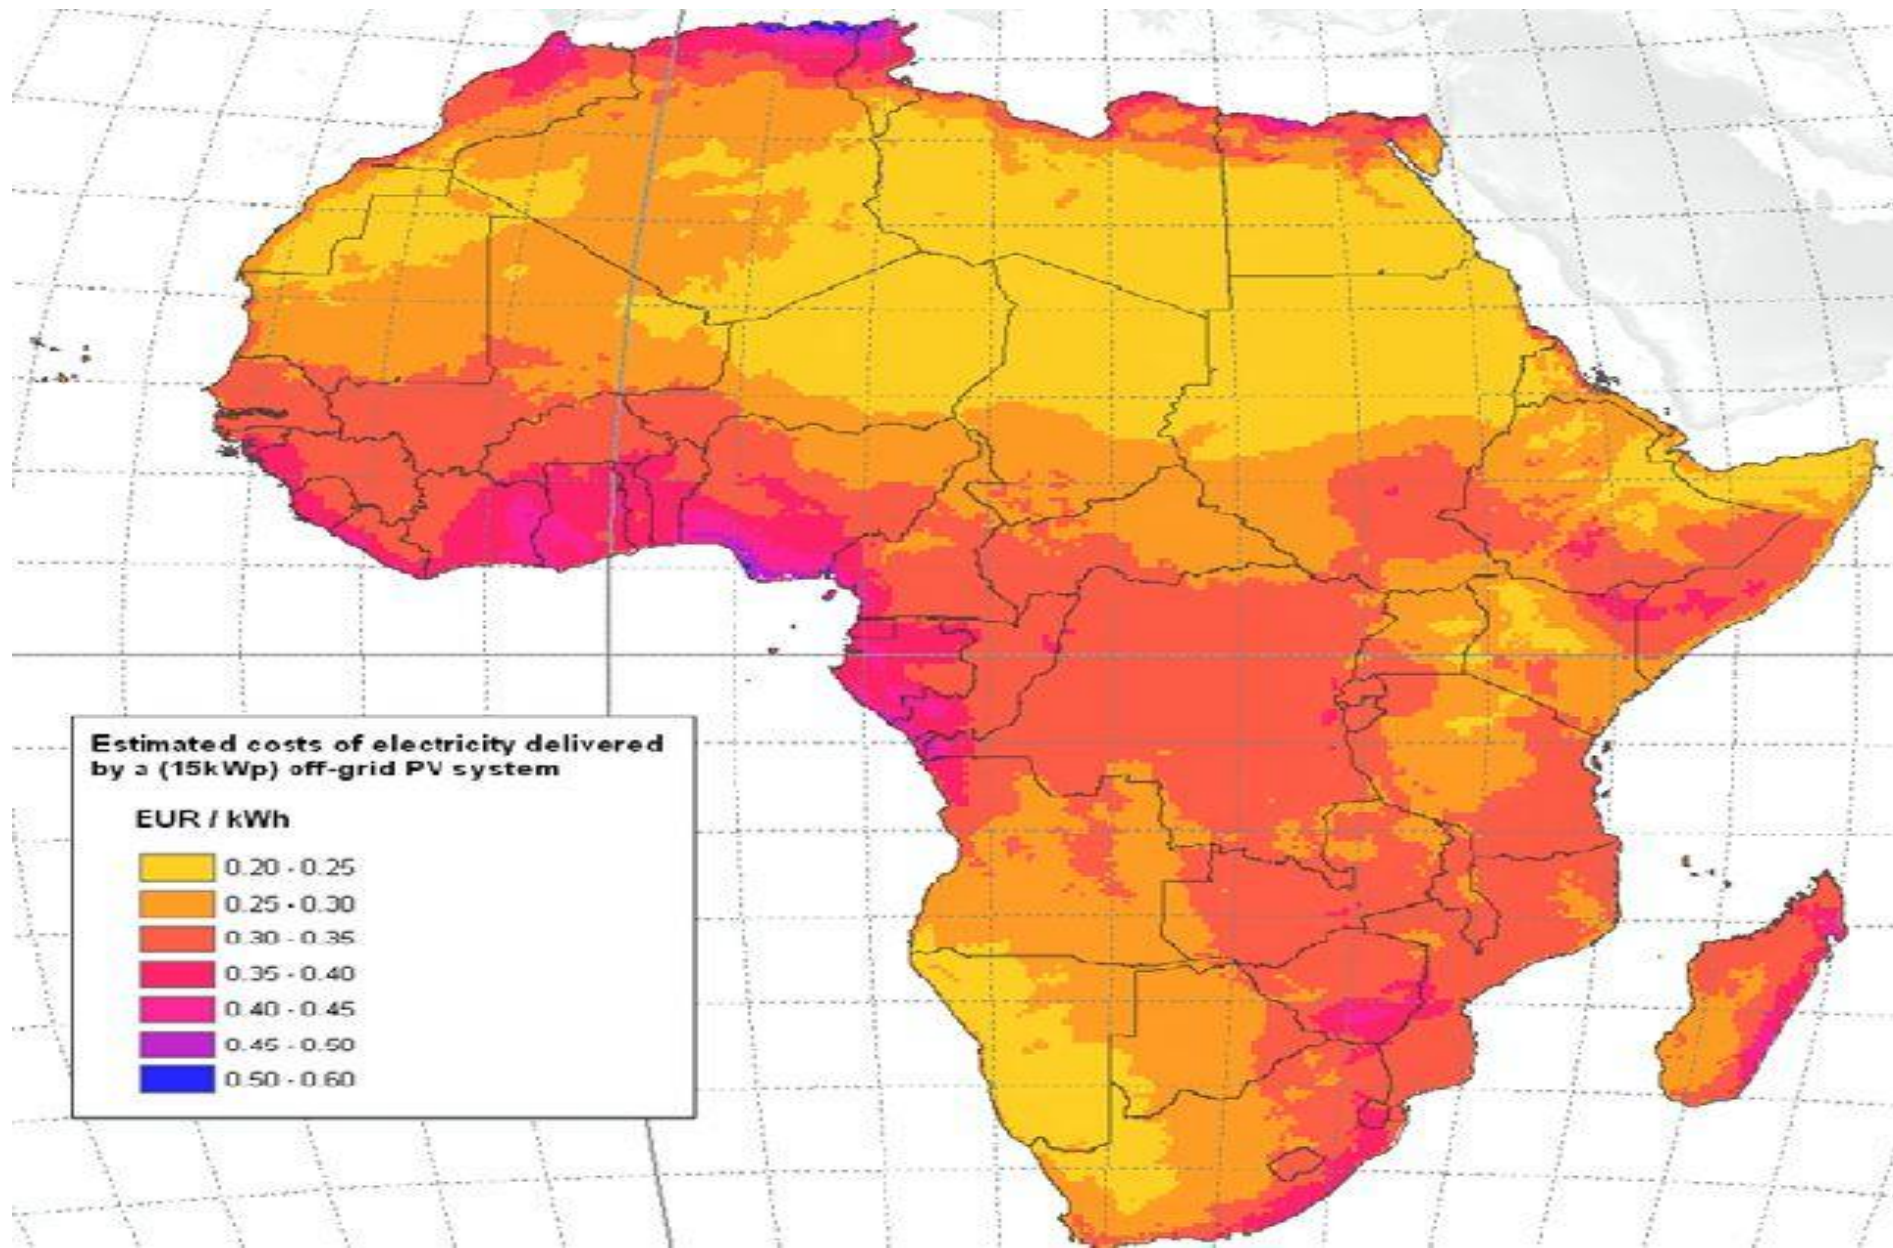 Estimated costs of electricity delivered
by a (15kWp) off-grid PV system
EUR / kWh
0.20 - 0.25
0.25 - 0.30
0.30 - 0.35
0.35 - 0.40
0.40 - 0.45
0.45 - 0.50
0.50 - 0.60